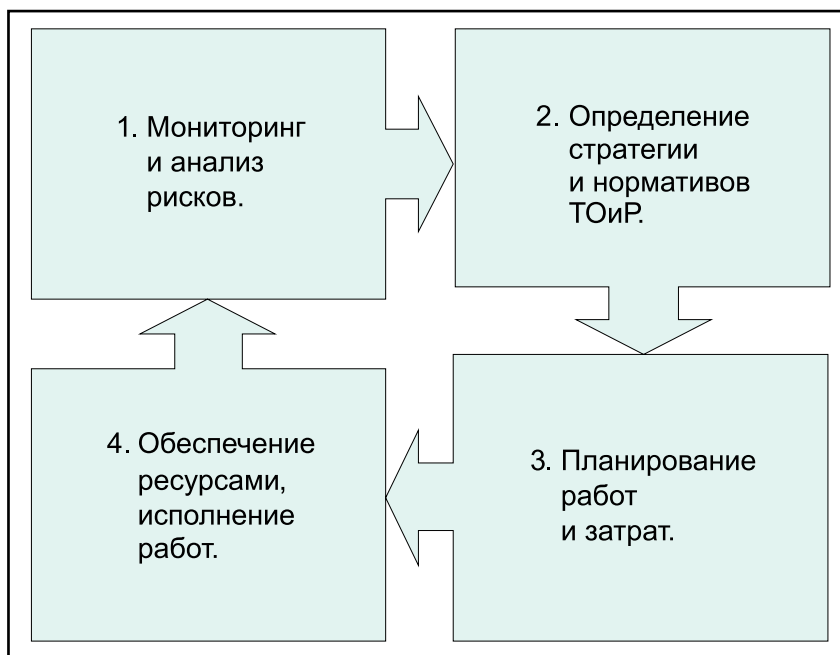 1. Мониторинг
и анализ
рисков.
2. Определение
стратегии
и нормативов
ТОиР.
3. Планирование
работ
и затрат.
4. Обеспечение
ресурсами,
исполнение
работ.